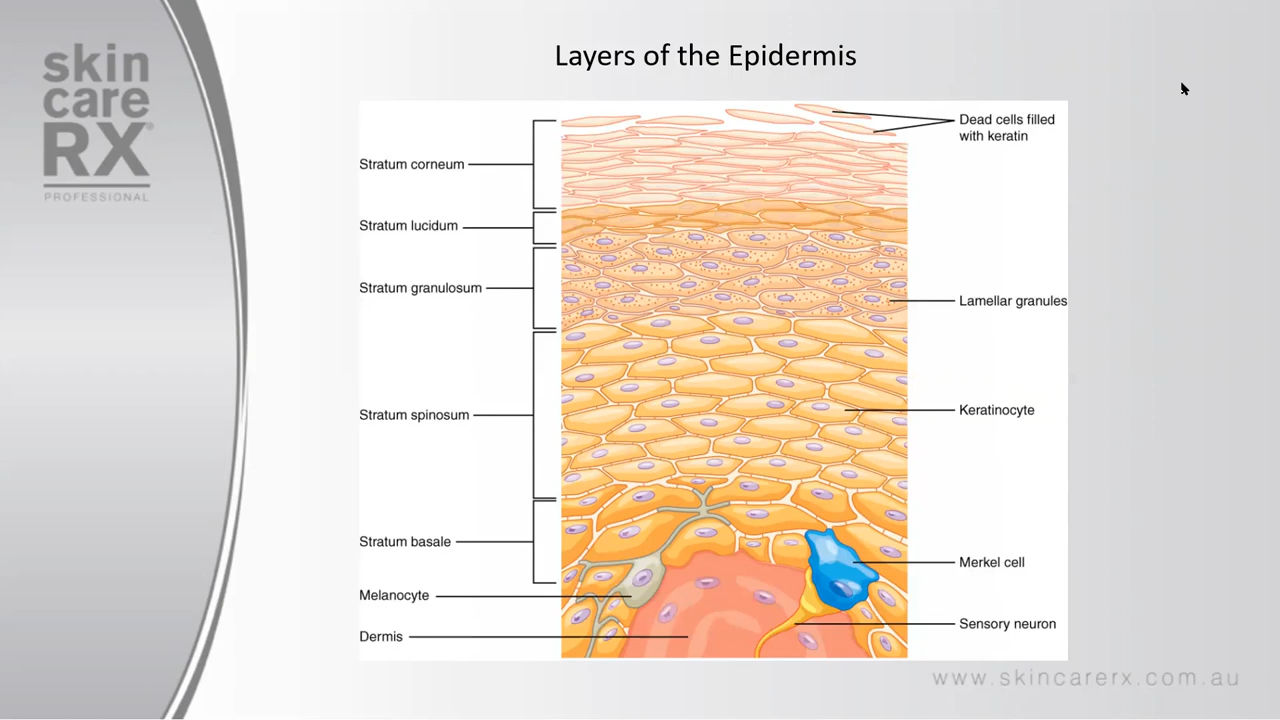 skin
care
RX®
PROFESSIONAL
Layers of the Epidermis
Stratum corneum
Stratum lucidum
Stratum granulosum
Stratum spinosum
Stratum basale
Melanocyte
Dermis
Dead cells filled
with keratin
Lamellar granules
Keratinocyte
Merkel cell
Sensory neuron
www.skincarerx.com.au